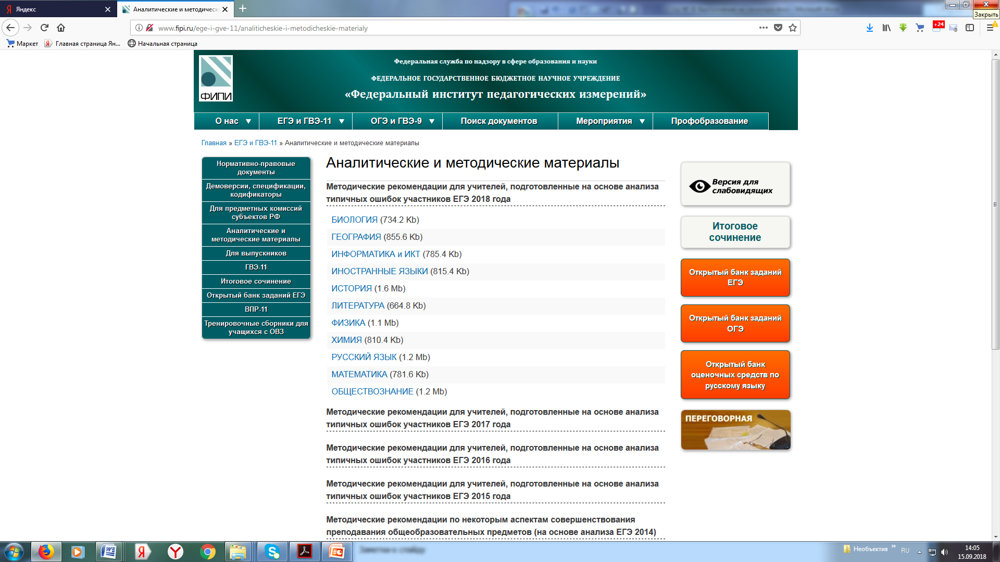 Яндекс
Аналитические и методическ
Закрыть
www.fipi.ru/ege-i-gve-11/analiticheskie-i-metodicheskie-materialy
+24
Маркет
Главная страница Ян...
Начальная страница
ФИПИ
Федеральная служба по надзору в сфере образования и науки
ФЕДЕРАЛЬНОЕ ГОСУДАРСТВЕННОЕ БЮДЖЕТНОЕ НАУЧНОЕ УЧРЕЖДЕНИЕ
«Федеральный институт педагогических измерений»
О нас
ЕГЭ и ГВЭ-11
ОГЭ и ГВЭ-9
Поиск документов
Мероприятия
Профобразование
Главная » ЕГЭ и ГВЭ-11 » Аналитические и методические материалы
Нормативно-правовые
документы
Демоверсии, спецификации,
кодификаторы
Для предметных комиссий
субъектов РФ
Аналитические и
методические материалы
Для выпускников
ГВЭ-11
Итоговое сочинение
Открытый банк заданий ЕГЭ
ВПР-11
Тренировочные сборники для
учащихся с ОВЗ
Аналитические и методические материалы
Методические рекомендации для учителей, подготовленные на основе анализа
типичных ошибок участников ЕГЭ 2018 года
БИОЛОГИЯ (734.2 Kb)
ГЕОГРАФИЯ (855.6 Kb)
ИНФОРМАТИКА и ИКТ (785.4 Kb)
ИНОСТРАННЫЕ ЯЗЫКИ (815.4 Kb)
ИСТОРИЯ (1.6 Mb)
ЛИТЕРАТУРА (664.8 Kb)
ФИЗИКА (1.1 Mb)
ХИМИЯ (810.4 Kb)
РУССКИЙ ЯЗЫК (1.2 Mb)
МАТЕМАТИКА (781.6 Kb)
ОБЩЕСТВОЗНАНИЕ (1.2 Mb)
Методические рекомендации для учителей, подготовленные на основе анализа
типичных ошибок участников ЕГЭ 2017 года
Методические рекомендации для учителей, подготовленные на основе анализа
типичных ошибок участников ЕГЭ 2016 года
Методические рекомендации для учителей, подготовленные на основе анализа
типичных ошибок участников ЕГЭ 2015 года
Методические рекомендации по некоторым аспектам совершенствования
преподавания общеобразовательных предметов (на основе анализа ЕГЭ 2014)
Версия для
слабовидящих
Итоговое
сочинение
Открытый банк заданий
ЕГЭ
Открытый банк заданий
ОГЭ
Открытый банк
оценочных средств по
русскому языку
ПЕРЕГОВОРНАЯ
Заметки к слайду
Необъектив
RU
14:05
15.09.2018